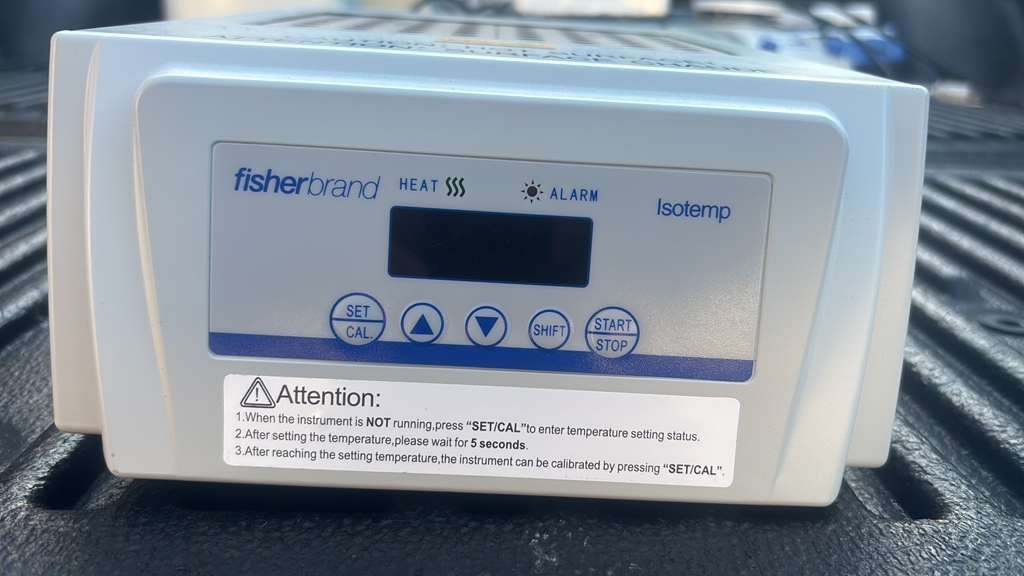 fisherbrand HEAT ALARM Isotemp
SET
CAL. SHIFT START
STOP
Attention:
1.When the instrument is NOT running,press “SET/CAL”to enter temperature setting status.
2.After setting the temperature,please wait for 5 seconds.
3.After reaching the setting temperature,the instrument can be calibrated by pressing “SET/CAL”.